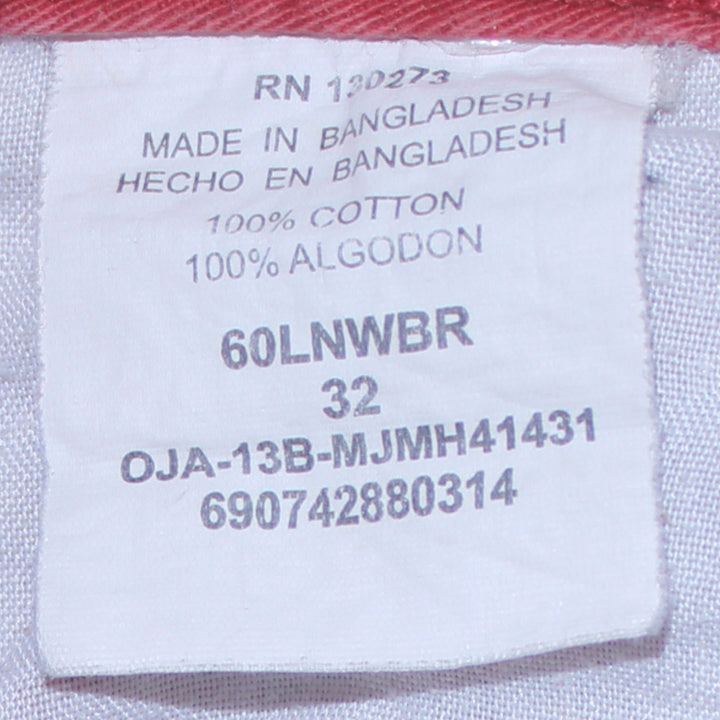 RN 130273
MADE IN BANGLADESH
HECHO EN BANGLADESH
100% COTTON
100% ALGODON
60LNWBR
32
OJA-13B-MJMH41431
690742880314